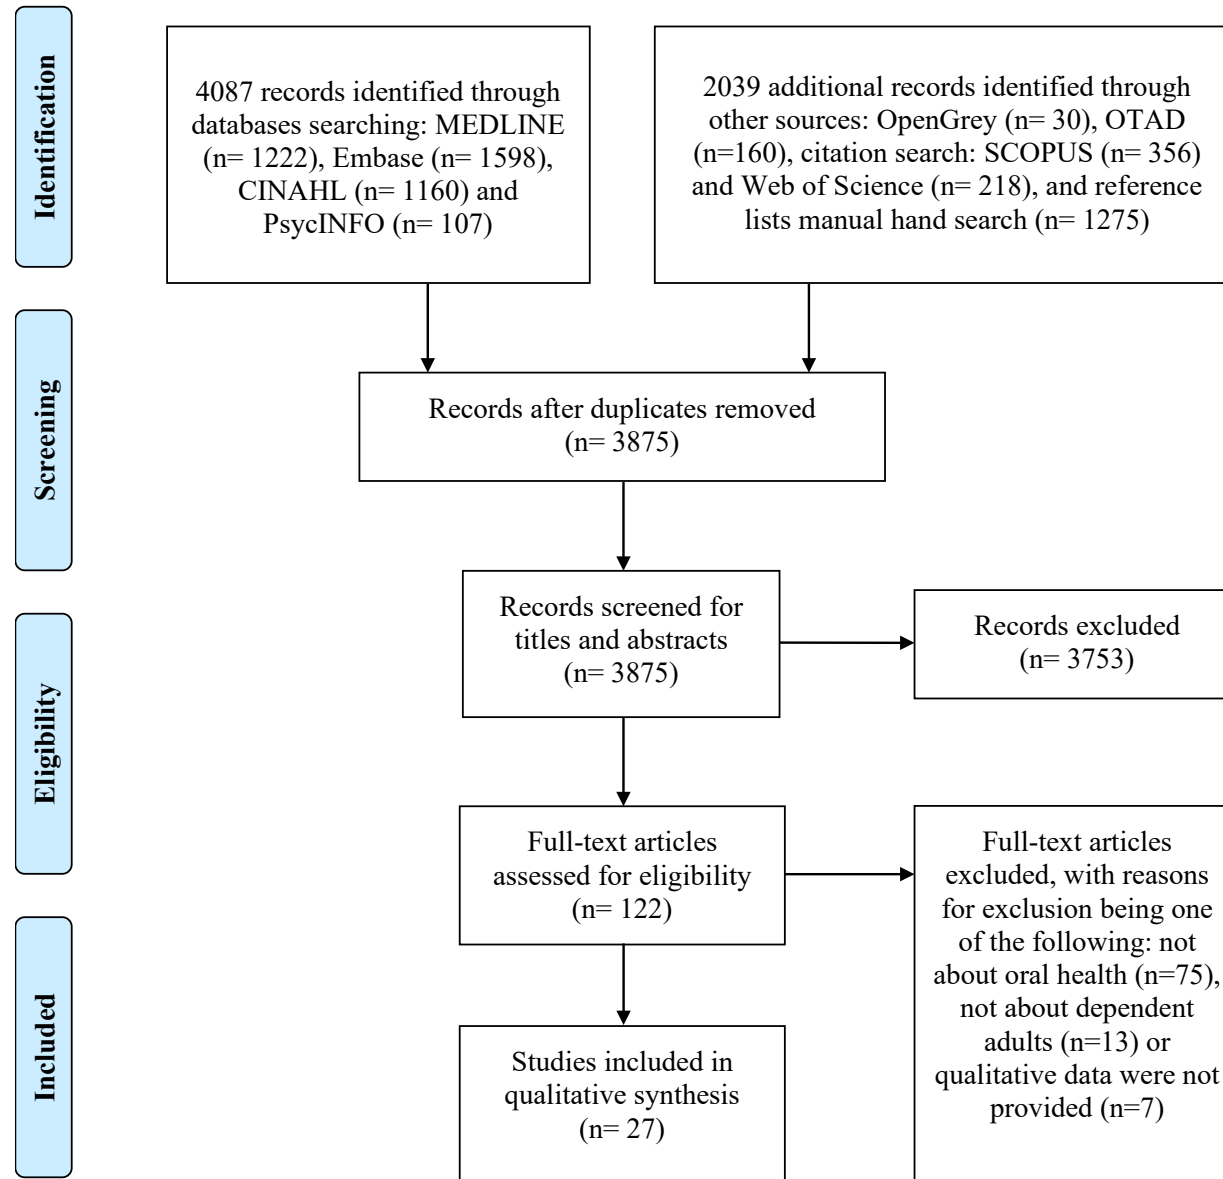 Identification
4087 records identified through
databases searching: MEDLINE
(n= 1222), Embase (n= 1598),
CINAHL (n= 1160) and
PsycINFO (n= 107)
2039 additional records identified through
other sources: OpenGrey (n= 30), OTAD
(n=160), citation search: SCOPUS (n= 356)
and Web of Science (n= 218), and reference
lists manual hand search (n= 1275)
Screening
Records after duplicates removed
(n= 3875)
Records screened for
titles and abstracts
(n= 3875)
Records excluded
(n= 3753)
Eligibility
Full-text articles
assessed for eligibility
(n= 122)
Full-text articles
excluded, with reasons
for exclusion being one
of the following: not
about oral health (n=75),
not about dependent
adults (n=13) or
qualitative data were not
provided (n=7)
Included
Studies included in
qualitative synthesis
(n= 27)